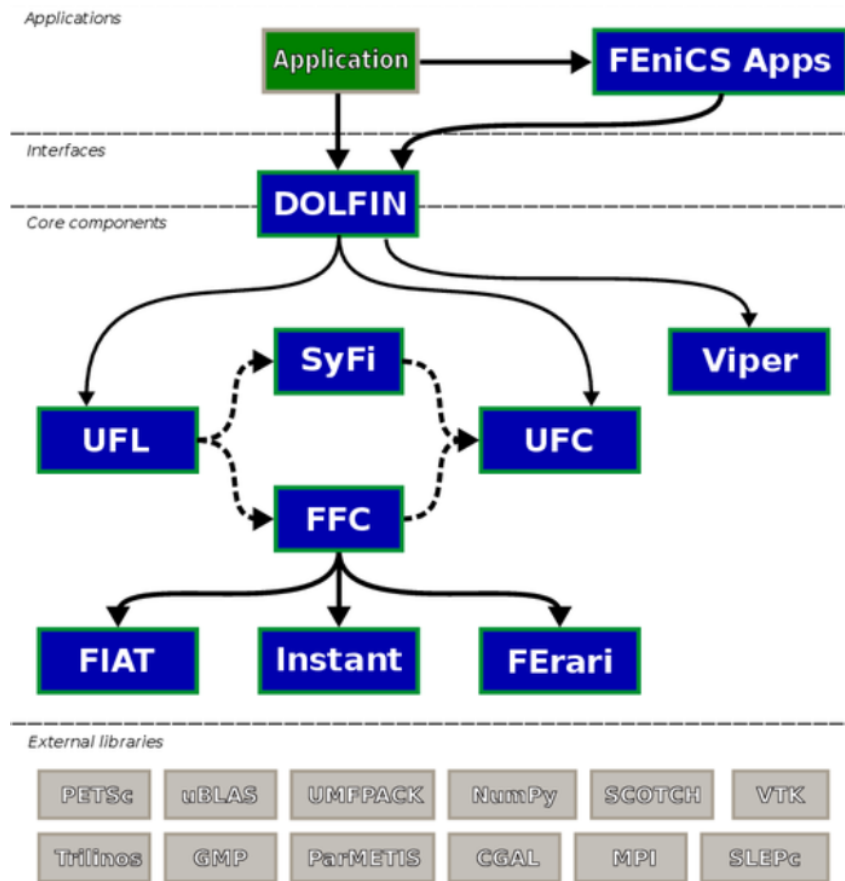 Applications
Application
FEniCS Apps
Interfaces
DOLFIN
Core components
SyFi
Viper
UFL
UFC
FFC
FIAT
Instant
FErari
External libraries
PETSc
uBLAS
UMFPACK
NumPy
SCOTCH
VTK
Trilinos
GMP
ParMETIS
CGAL
MPI
SLEPc